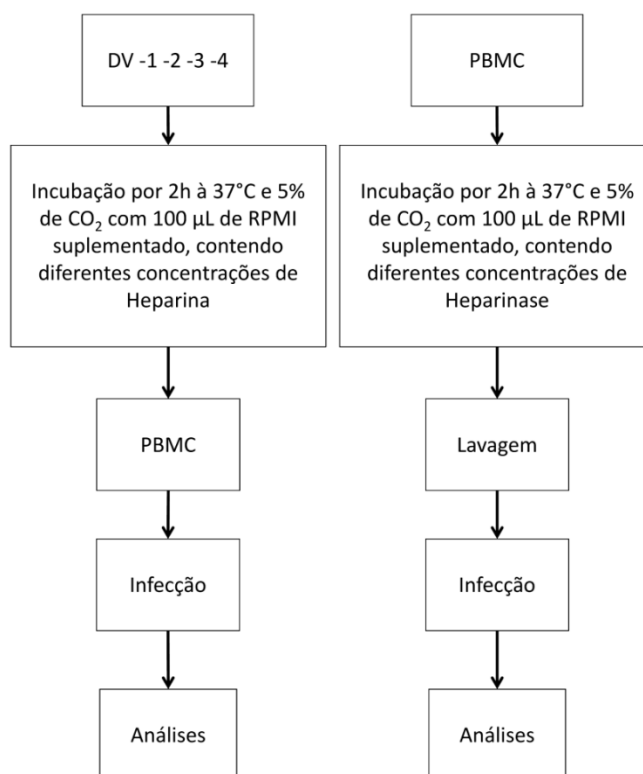 DV -1 -2 -3 -4
Incubação por 2h à 37°C e 5%
de CO₂ com 100 µL de RPMI
suplementado, contendo
diferentes concentrações de
Heparina
PBMC
Infecção
Análises
PBMC
Incubação por 2h à 37°C e 5%
de CO₂ com 100 µL de RPMI
suplementado, contendo
diferentes concentrações de
Heparinase
Lavagem
Infecção
Análises